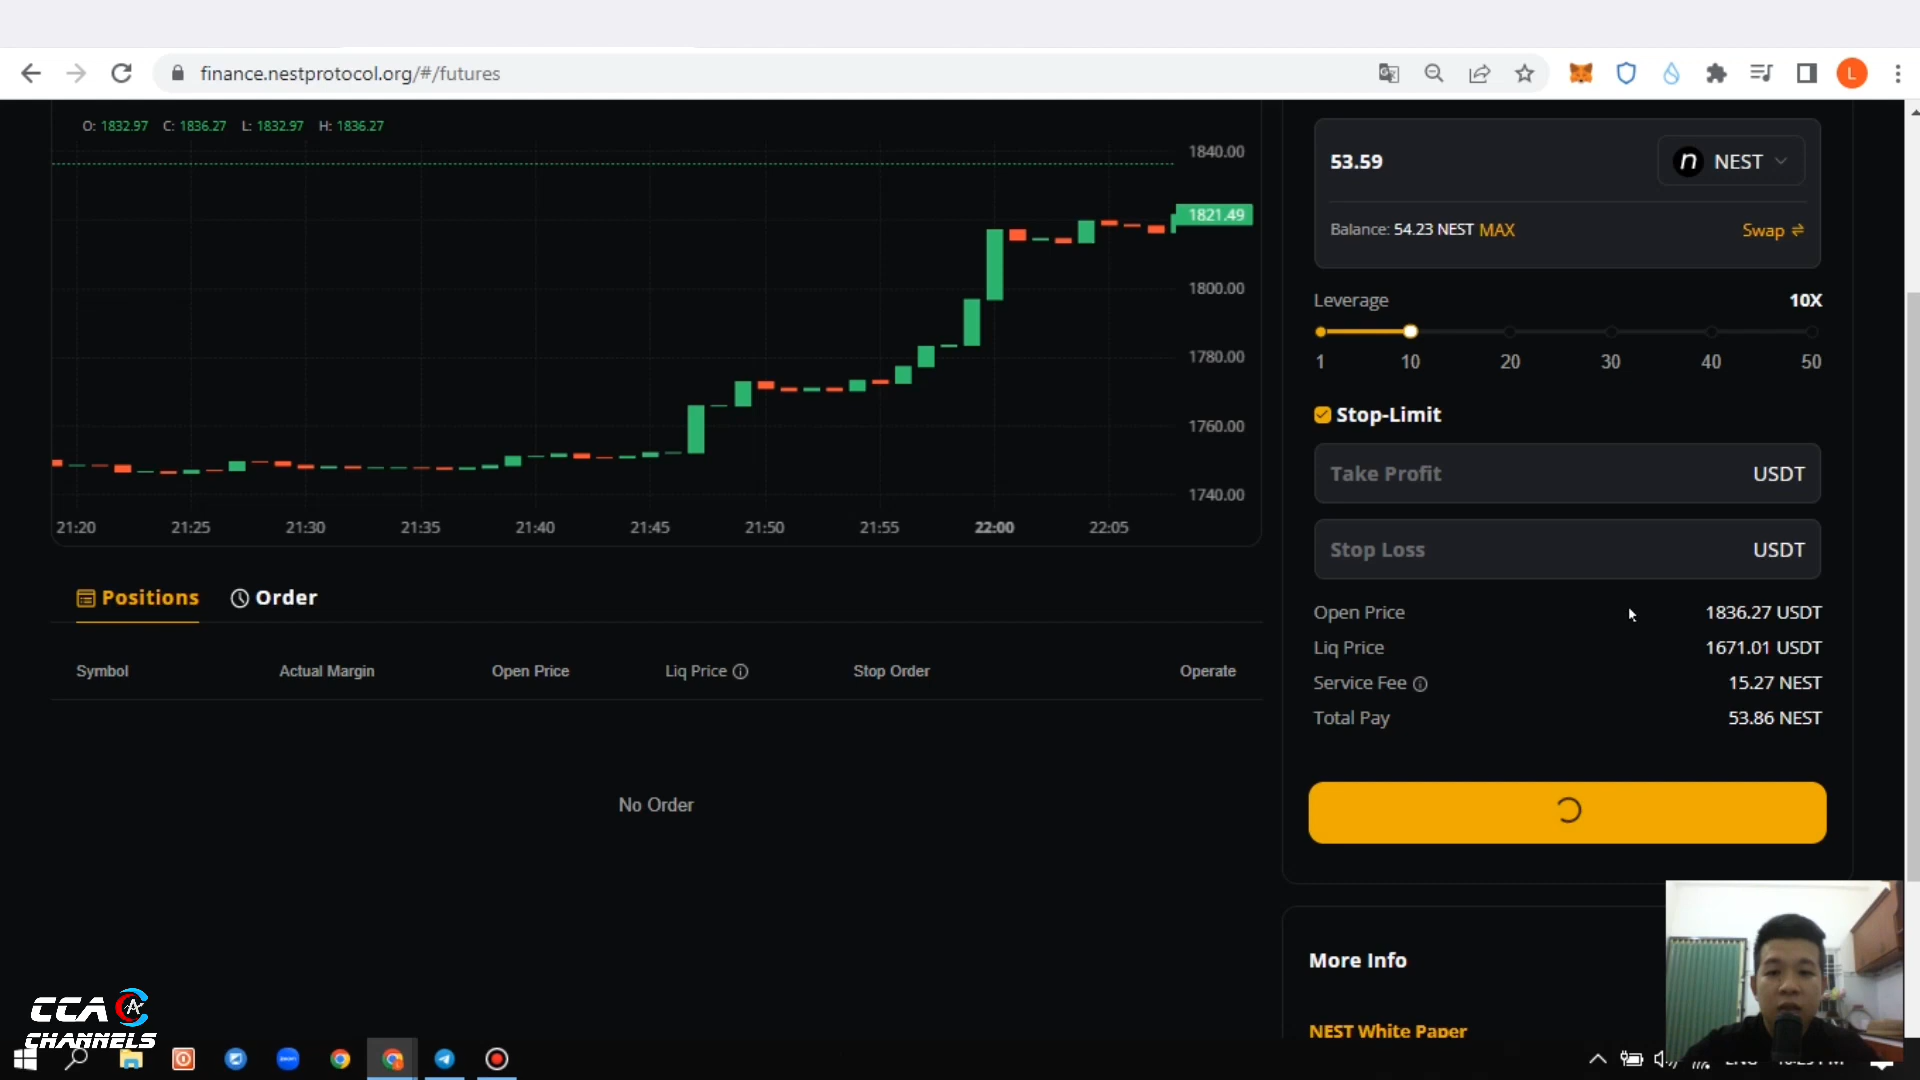 finance.nestprotocol.org/#/futures
L
O: 1832.97 C: 1836.27 L: 1832.97 H: 1836.27
1840.00
1821.49
1800.00
1780.00
1760.00
1740.00
21:20 21:25 21:30 21:35 21:40 21:45 21:50 21:55 22:00 22:05
53.59
n NEST
Balance: 54.23 NEST MAX
Swap
Leverage 10X
1 10 20 30 40 50
Stop-Limit
Take Profit USDT
Stop Loss USDT
Open Price 1836.27 USDT
Liq Price 1671.01 USDT
Service Fee 15.27 NEST
Total Pay 53.86 NEST
Positions Order
Symbol Actual Margin Open Price Liq Price Stop Order Operate
No Order
More Info
NEST White Paper
CCA
CHANNELS